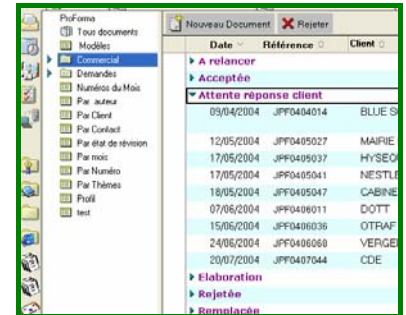 ProForma
Tous documents
Modèles
Commercial
Demandes
Numéros du Mois
Par auteur
Par Client
Par Contact
Par état de révision
Par mois
Par Numéro
Par Thèmes
Profil
test
Nouveau Document Rejeter
Date Référence Client
A relancer
Acceptée
Attente réponse client
09/04/2004 JPF0404014 BLUE S
12/05/2004 JPF0405027 MAIRIE
17/05/2004 JPF0405037 HYSEO
17/05/2004 JPF0405041 NESTLE
18/05/2004 JPF0405047 CABINE
07/06/2004 JPF0406011 DOTT
15/06/2004 JPF0406036 OTRAF
24/06/2004 JPF0406068 VERGE
20/07/2004 JPF0407044 CDE
Elaboration
Rejetée
Remplacée